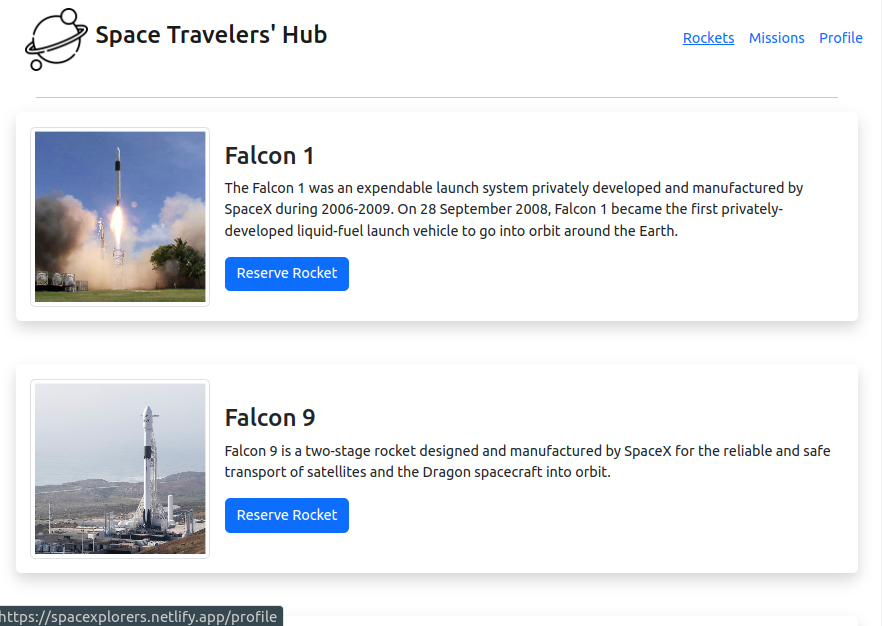 Space Travelers' Hub
Rockets Missions Profile
Falcon 1
The Falcon 1 was an expendable launch system privately developed and manufactured by
SpaceX during 2006-2009. On 28 September 2008, Falcon 1 became the first privately-
developed liquid-fuel launch vehicle to go into orbit around the Earth.
Reserve Rocket
Falcon 9
Falcon 9 is a two-stage rocket designed and manufactured by SpaceX for the reliable and safe
transport of satellites and the Dragon spacecraft into orbit.
Reserve Rocket
https://spacexplorers.netlify.app/profile